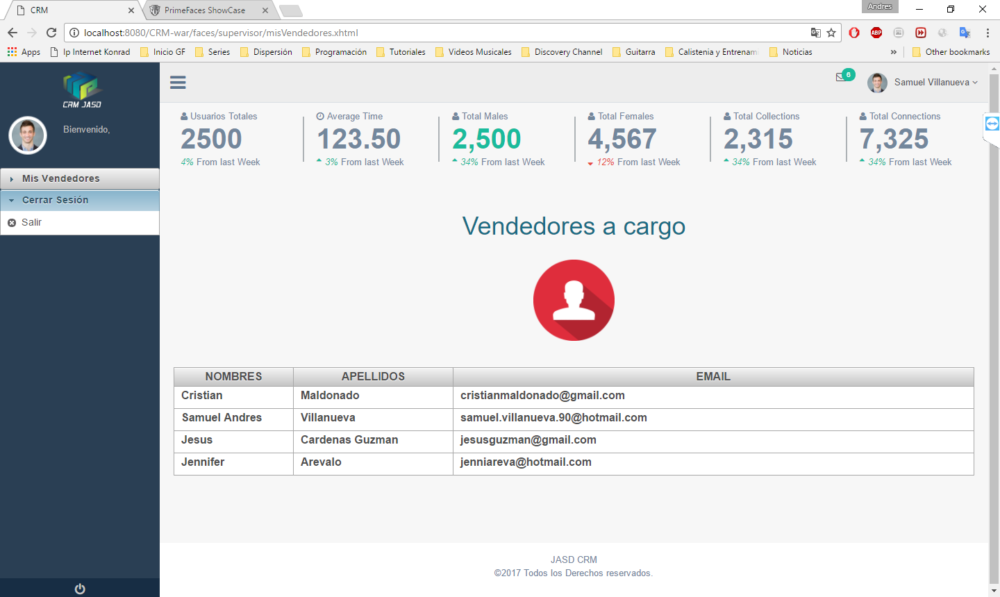 CRM
PrimeFaces ShowCase
Andres
localhost:8080/CRM-war/faces/supervisor/misVendedores.xhtml
ABP
Apps
Ip Internet Konrad
Inicio GF
Series
Dispersión
Programación
Tutoriales
Videos Musicales
Discovery Channel
Guitarra
Calistenia y Entrenam
Noticias
»
Other bookmarks
CRM JASD
Bienvenido,
Mis Vendedores
Cerrar Sesión
Salir
6
Samuel Villanueva
Usuarios Totales
2500
4% From last Week
Average Time
123.50
3% From last Week
Total Males
2,500
34% From last Week
Total Females
4,567
12% From last Week
Total Collections
2,315
34% From last Week
Total Connections
7,325
34% From last Week
Vendedores a cargo
NOMBRES APELLIDOS EMAIL
Cristian Maldonado cristianmaldonado@gmail.com
Samuel Andres Villanueva samuel.villanueva.90@hotmail.com
Jesus Cardenas Guzman jesusguzman@gmail.com
Jennifer Arevalo jenniareva@hotmail.com
JASD CRM
©2017 Todos los Derechos reservados.